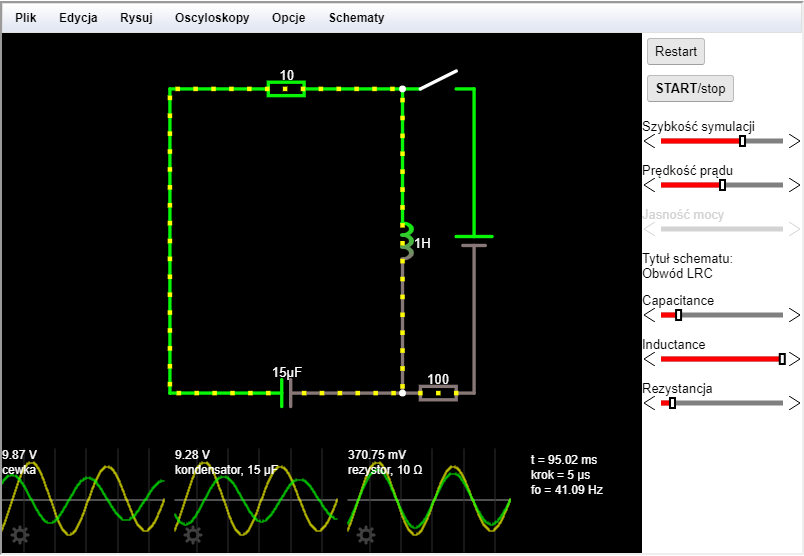 Plik Edycja Rysuj Oscyloskopy Opcje Schematy
Restart
START/stop
Szybkość symulacji
Prędkość prądu
Jasność mocy
Tytuł schematu:
Obwód LRC
Capacitance
Inductance
Rezystancja
10
1H
15μF
100
9.87 V
cewka
9.28 V
kondensator, 15 μF
370.75 mV
rezystor, 10 Ω
t = 95.02 ms
krok = 5 μs
fo = 41.09 Hz